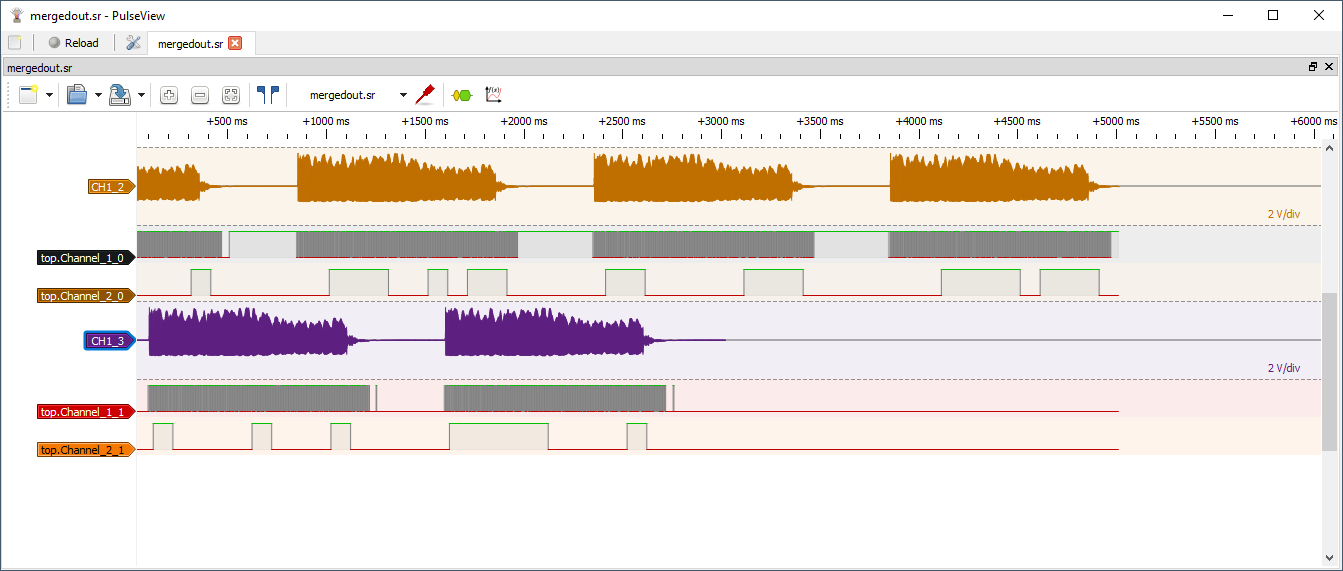 mergedout.sr - PulseView
Reload
mergedout.sr
mergedout.sr
mergedout.sr
f(x)
+500 ms +1000 ms +1500 ms +2000 ms +2500 ms +3000 ms +3500 ms +4000 ms +4500 ms +5000 ms +5500 ms +6000 ms
CH1_2
2 V/div
top.Channel_1_0
top.Channel_2_0
CH1_3
2 V/div
top.Channel_1_1
top.Channel_2_1